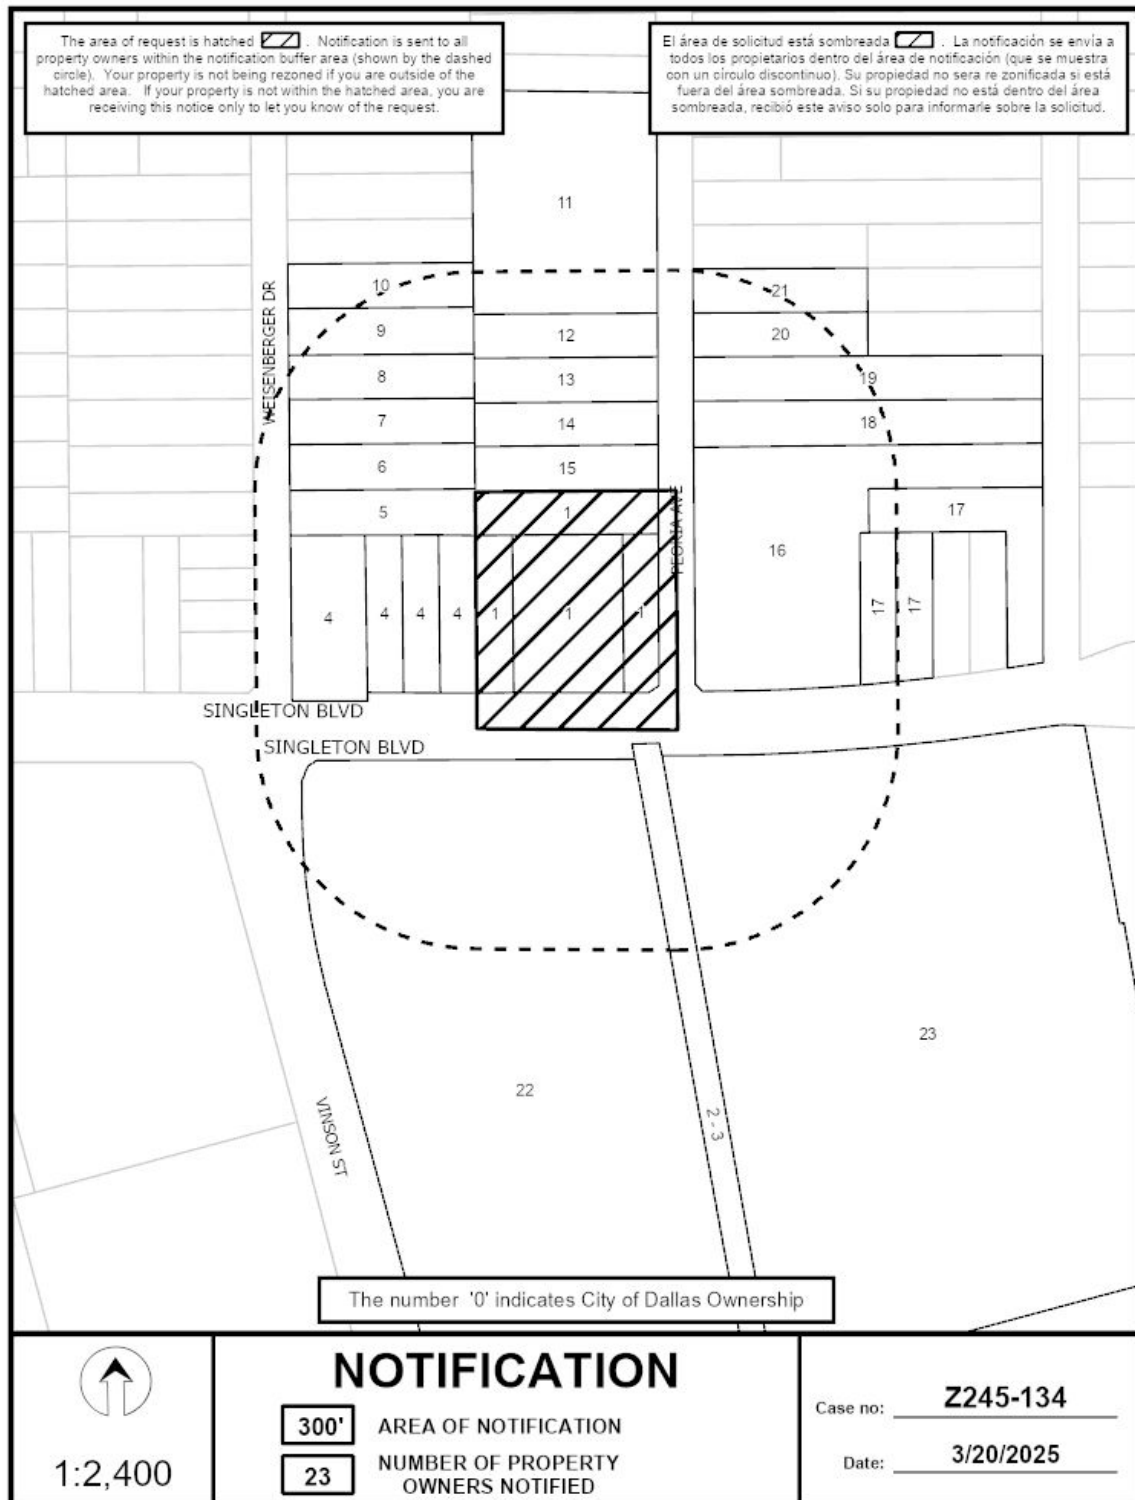 The area of request is hatched . Notification is sent to all
property owners within the notification buffer area (shown by the dashed
circle). Your property is not being rezoned if you are outside of the
hatched area. If your property is not within the hatched area, you are
receiving this notice only to let you know of the request.
El área de solicitud está sombreada . La notificación se envía a
todos los propietarios dentro del área de notificación (que se muestra
con un círculo discontinuo). Su propiedad no sera re zonificada si está
fuera del área sombreada. Si su propiedad no está dentro del área
sombreada, recibió este aviso solo para informarle sobre la solicitud.
11
10
21
WEISENBERGER DR
9
12
20
8
13
19
7
14
18
6
15
5
1
PEORIA AVE
17
16
4
4
4
4
1
1
1
17
17
SINGLETON BLVD
SINGLETON BLVD
23
22
VINSON ST
2 - 3
The number '0' indicates City of Dallas Ownership
1:2,400
NOTIFICATION
300' AREA OF NOTIFICATION
23 NUMBER OF PROPERTY
OWNERS NOTIFIED
Case no: Z245-134
Date: 3/20/2025